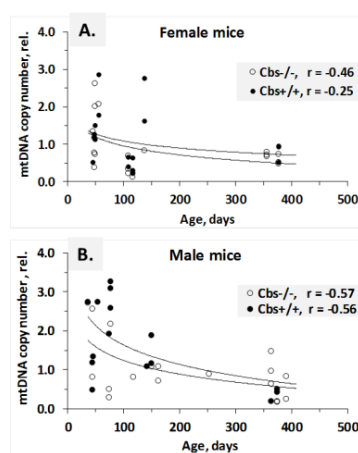 A. Female mice
Cbs-/-, r = -0.46
Cbs+/+, r = -0.25
mtDNA copy number, rel.
4.0
3.0
2.0
1.0
0.0
0 100 200 300 400 500
Age, days
B. Male mice
Cbs-/-, r = -0.57
Cbs+/+, r = -0.56
mtDNA copy number, rel.
4.0
3.0
2.0
1.0
0.0
0 100 200 300 400 500
Age, days